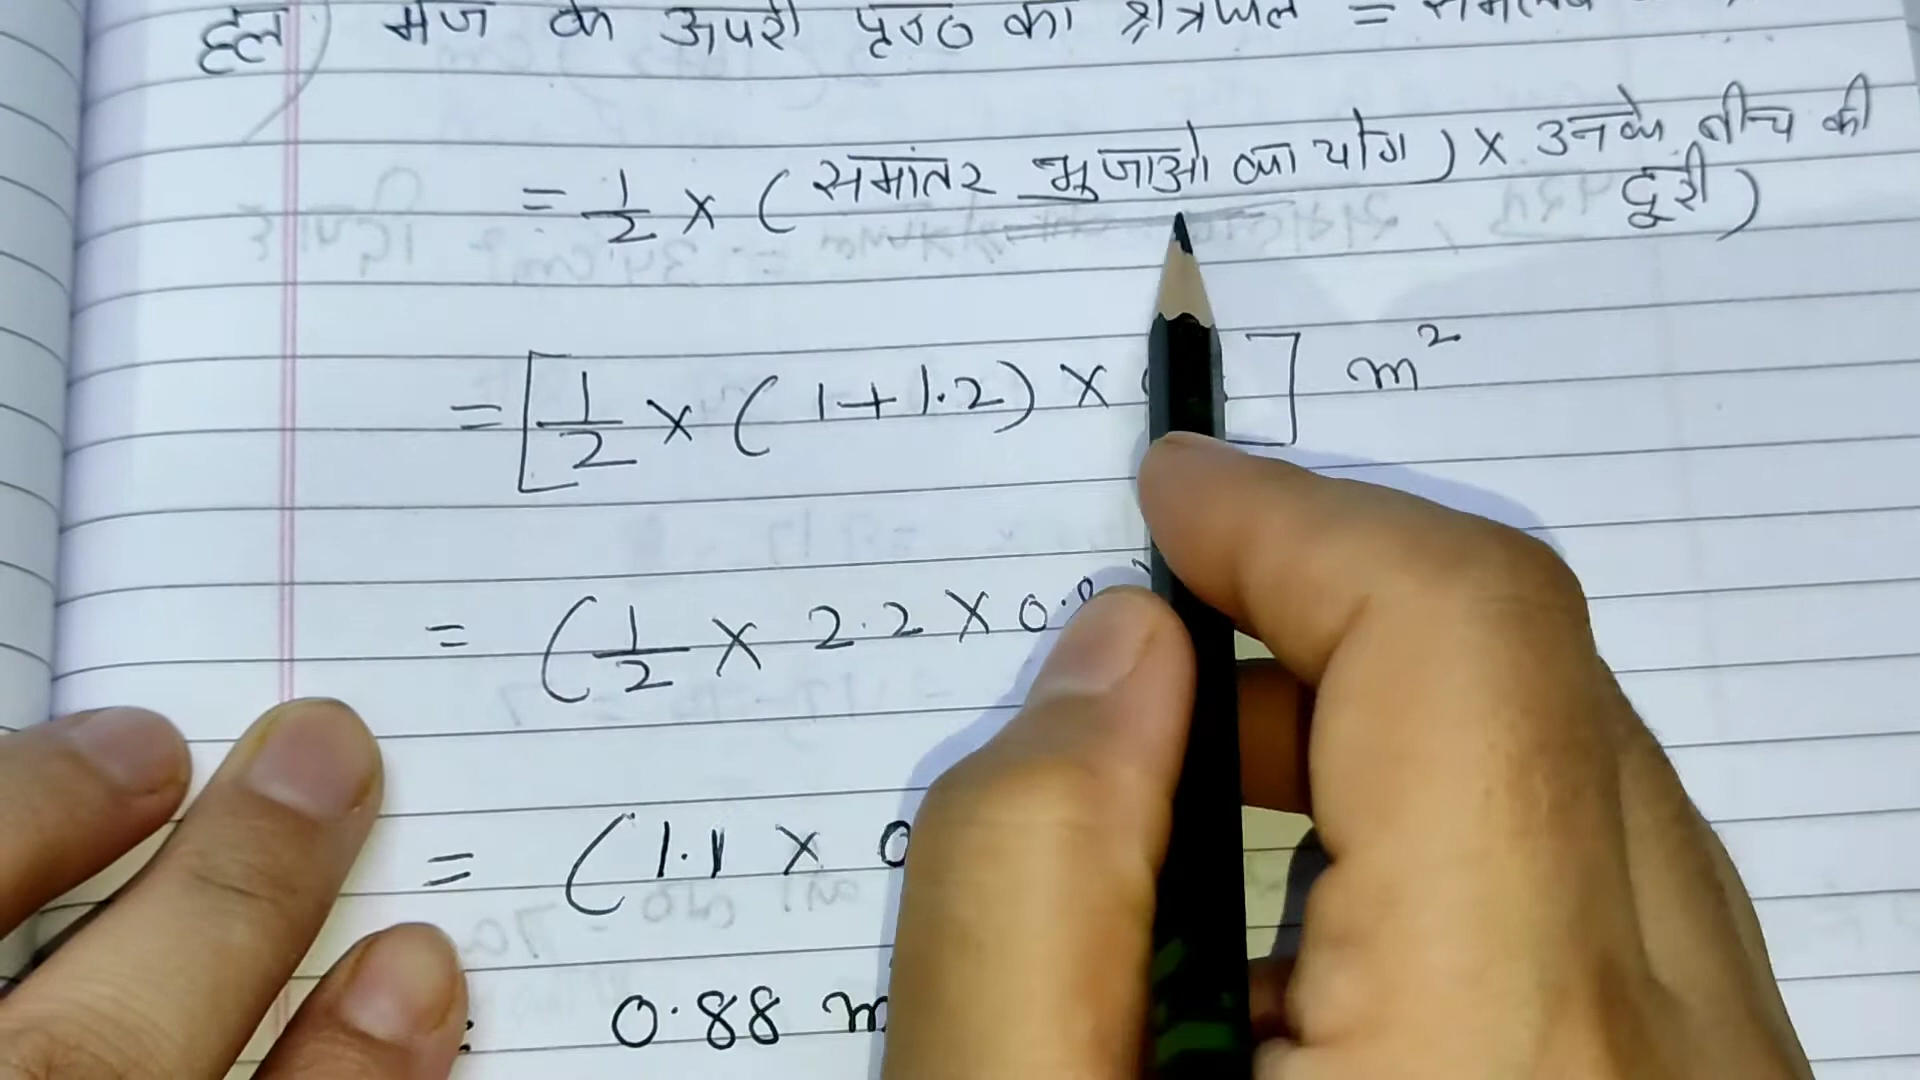 हल) मेज के ऊपरी पृष्ठ का क्षेत्रफल =
= 1/2 × ( समांतर भुजाओ का योग ) × उनके बीच की दूरी )
= [ 1/2 × ( 1 + 1.2 ) × ] m²
= ( 1/2 × 2.2 × 0.8
= ( 1.1 × 0
0.88 m